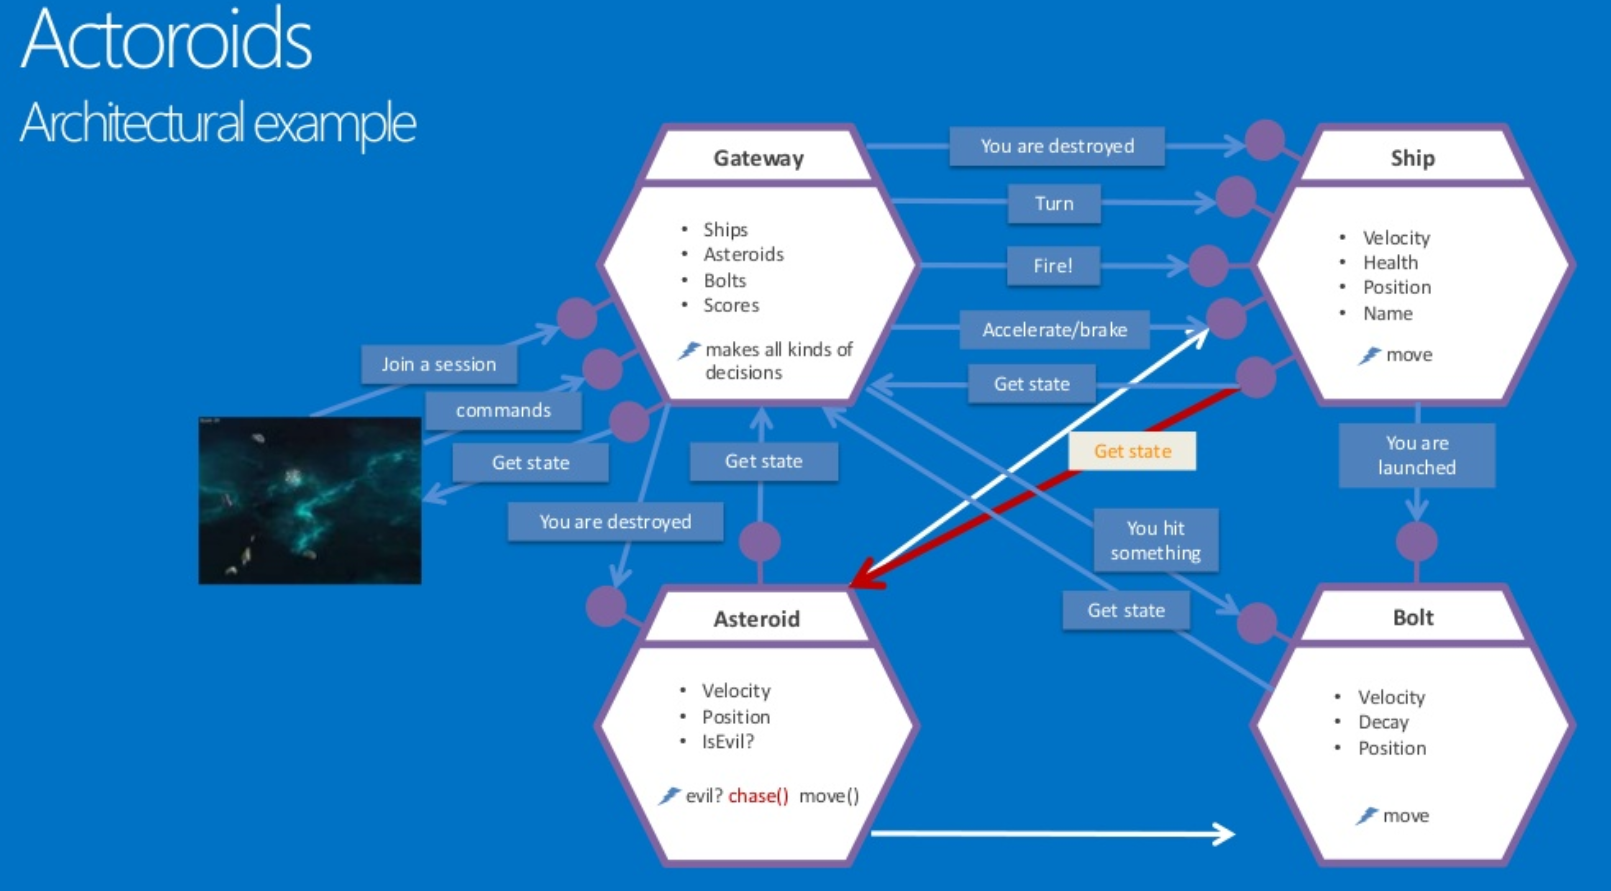 Actoroids
Architectural example
Gateway
• Ships
• Asteroids
• Bolts
• Scores
makes all kinds of
decisions
You are destroyed
Turn
Fire!
Accelerate/brake
Get state
Ship
• Velocity
• Health
• Position
• Name
move
Join a session
commands
Get state
You are destroyed
Get state
Get state
You are
launched
You hit
something
Get state
Asteroid
• Velocity
• Position
• IsEvil?
evil? chase() move()
Bolt
• Velocity
• Decay
• Position
move